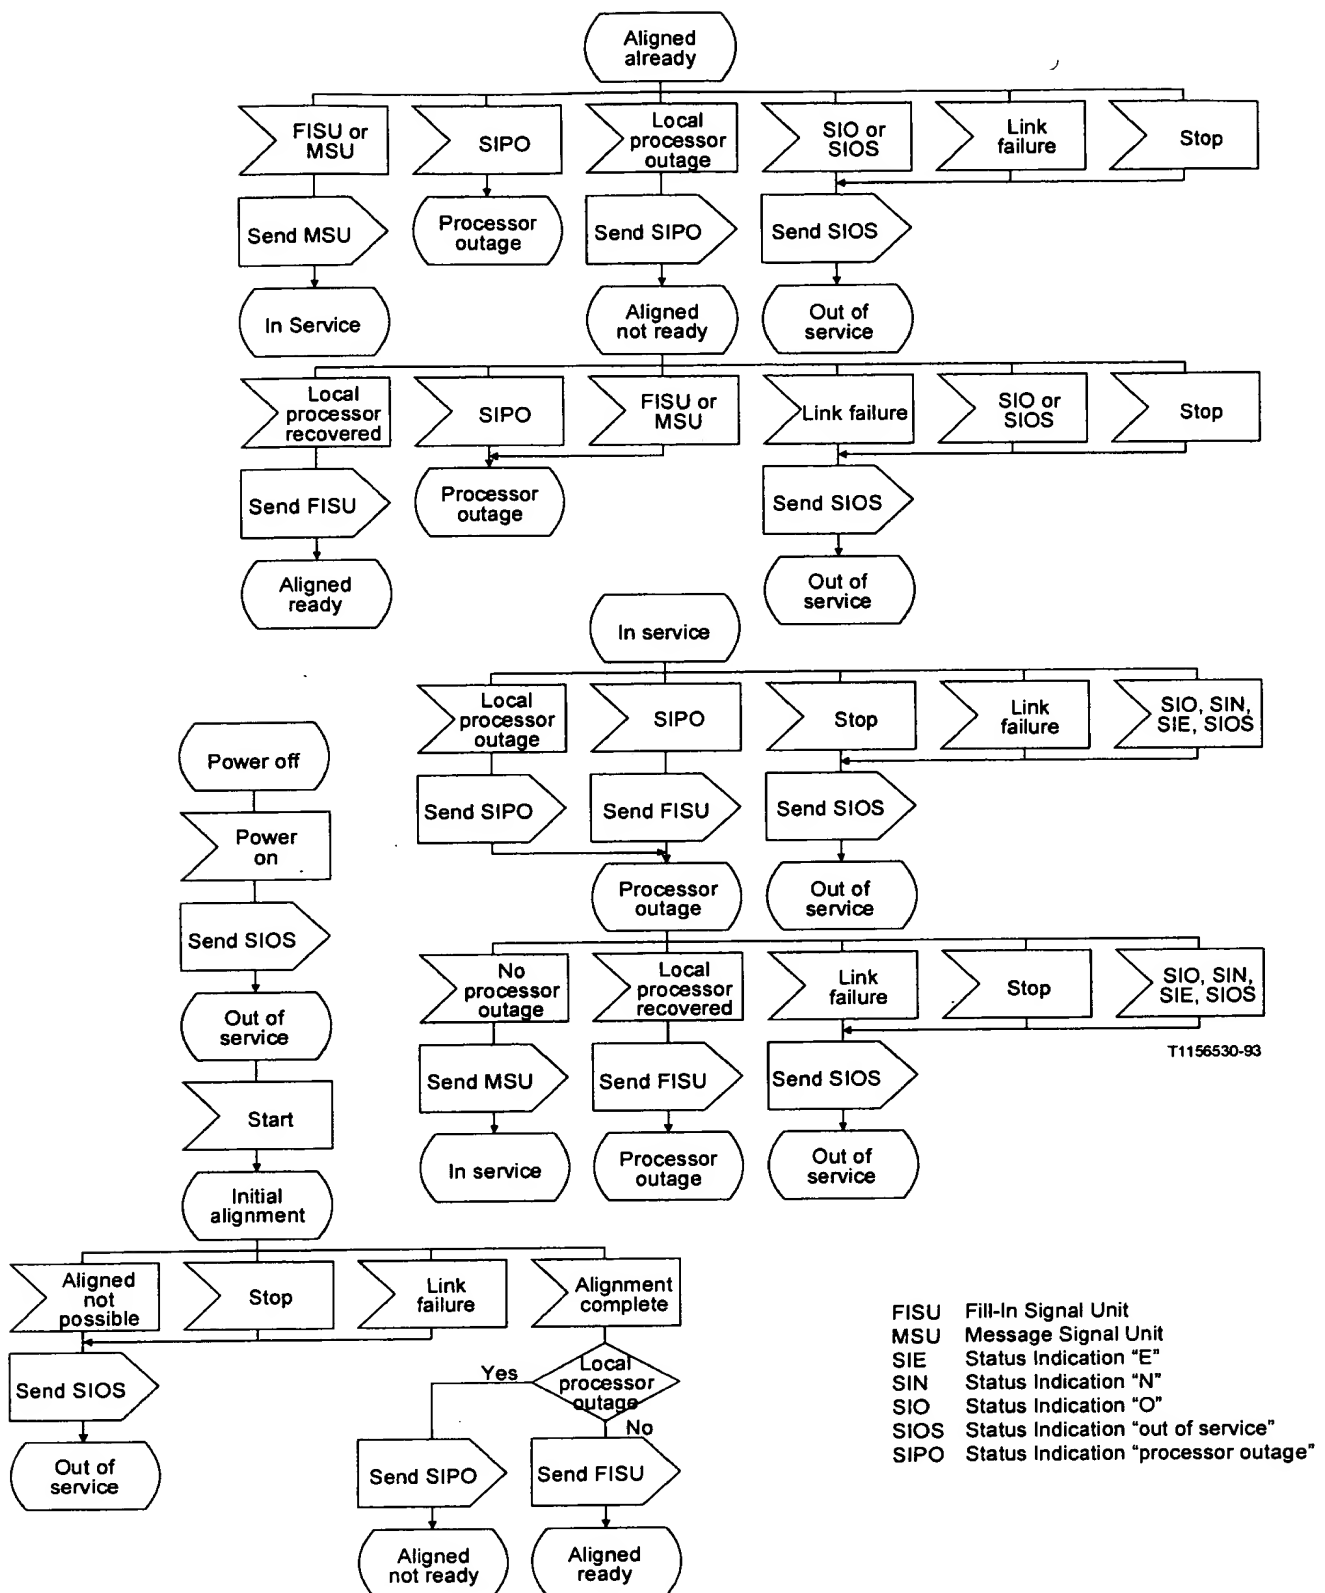 Aligned
already
FISU or
MSU
SIPO
Local
processor
outage
SIO or
SIOS
Link
failure
Stop
Send MSU
Processor
outage
Send SIPO
Send SIOS
In Service
Aligned
not ready
Out of
service
Local
processor
recovered
SIPO
FISU or
MSU
Link failure
SIO or
SIOS
Stop
Send FISU
Processor
outage
Send SIOS
Aligned
ready
Out of
service
In service
Local
processor
outage
SIPO
Stop
Link
failure
SIO, SIN,
SIE, SIOS
Send SIPO
Send FISU
Send SIOS
Processor
outage
Out of
service
No
processor
outage
Local
processor
recovered
Link
failure
Stop
SIO, SIN,
SIE, SIOS
T1156530-93
Send MSU
Send FISU
Send SIOS
In service
Processor
outage
Out of
service
Power off
Power
on
Send SIOS
Out of
service
Start
Initial
alignment
Aligned
not
possible
Stop
Link
failure
Alignment
complete
Send SIOS
Out of
service
Local
processor
outage
Yes
No
Send SIPO
Send FISU
Aligned
not ready
Aligned
ready
FISU Fill-In Signal Unit
MSU Message Signal Unit
SIE Status Indication “E”
SIN Status Indication “N”
SIO Status Indication “O”
SIOS Status Indication “out of service”
SIPO Status Indication “processor outage”